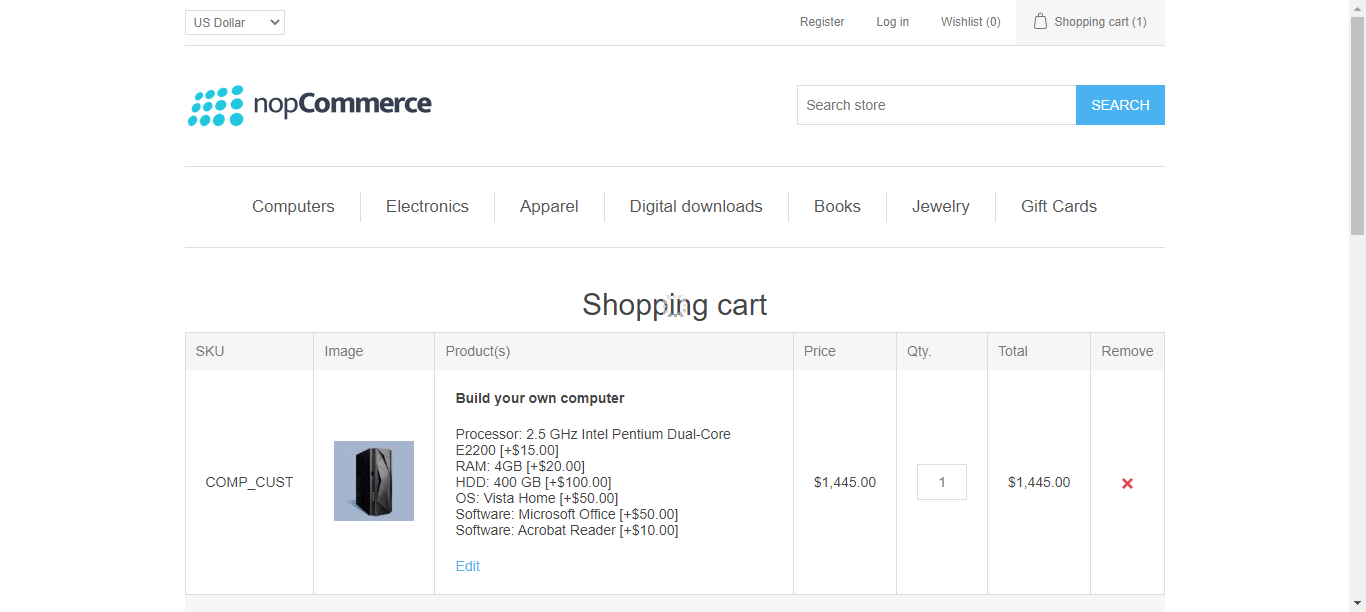 US Dollar
Register
Log in
Wishlist (0)
Shopping cart (1)
nopCommerce
Search store
SEARCH
Computers
Electronics
Apparel
Digital downloads
Books
Jewelry
Gift Cards
Shopping cart
SKU
Image
Product(s)
Price
Qty.
Total
Remove
COMP_CUST
Build your own computer
Processor: 2.5 GHz Intel Pentium Dual-Core
E2200 [+$15.00]
RAM: 4GB [+$20.00]
HDD: 400 GB [+$100.00]
OS: Vista Home [+$50.00]
Software: Microsoft Office [+$50.00]
Software: Acrobat Reader [+$10.00]
Edit
$1,445.00
1
$1,445.00